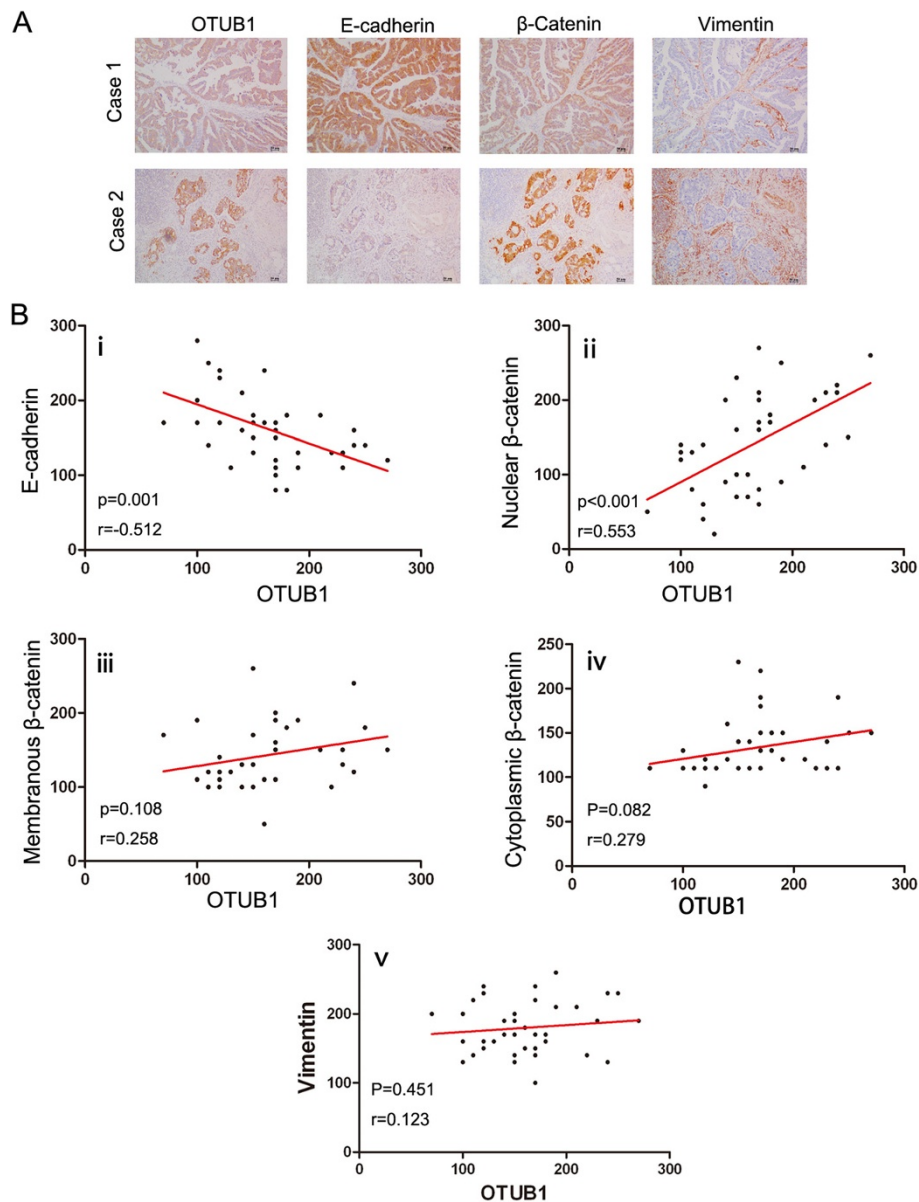 A
OTUB1 E-cadherin β-Catenin Vimentin
Case 1
Case 2
B
i
300
200
100
0
E-cadherin
p=0.001
r=-0.512
0 100 200 300
OTUB1
ii
300
200
100
0
Nuclear β-catenin
p<0.001
r=0.553
0 100 200 300
OTUB1
iii
300
200
100
0
Membranous β-catenin
p=0.108
r=0.258
0 100 200 300
OTUB1
iv
250
200
150
100
50
0
Cytoplasmic β-catenin
P=0.082
r=0.279
0 100 200 300
OTUB1
v
300
200
100
0
Vimentin
P=0.451
r=0.123
0 100 200 300
OTUB1